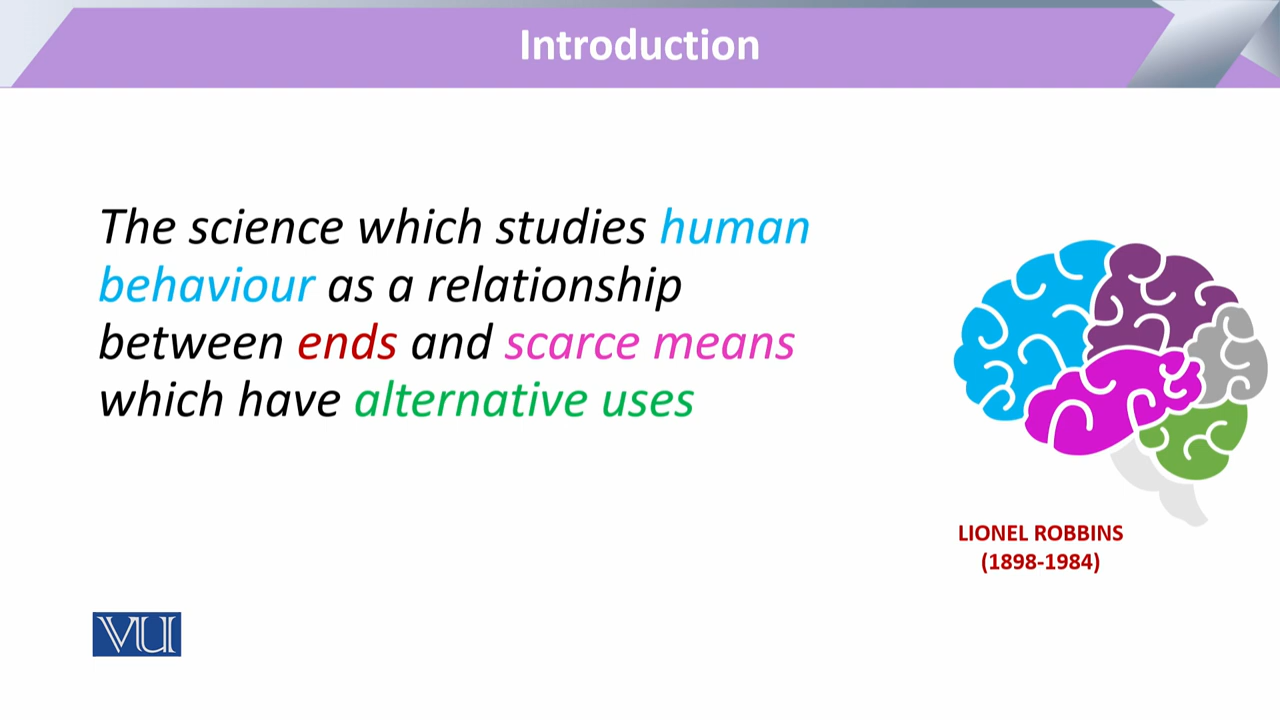 Introduction
The science which studies human
behaviour as a relationship
between ends and scarce means
which have alternative uses
LIONEL ROBBINS
(1898-1984)
VU